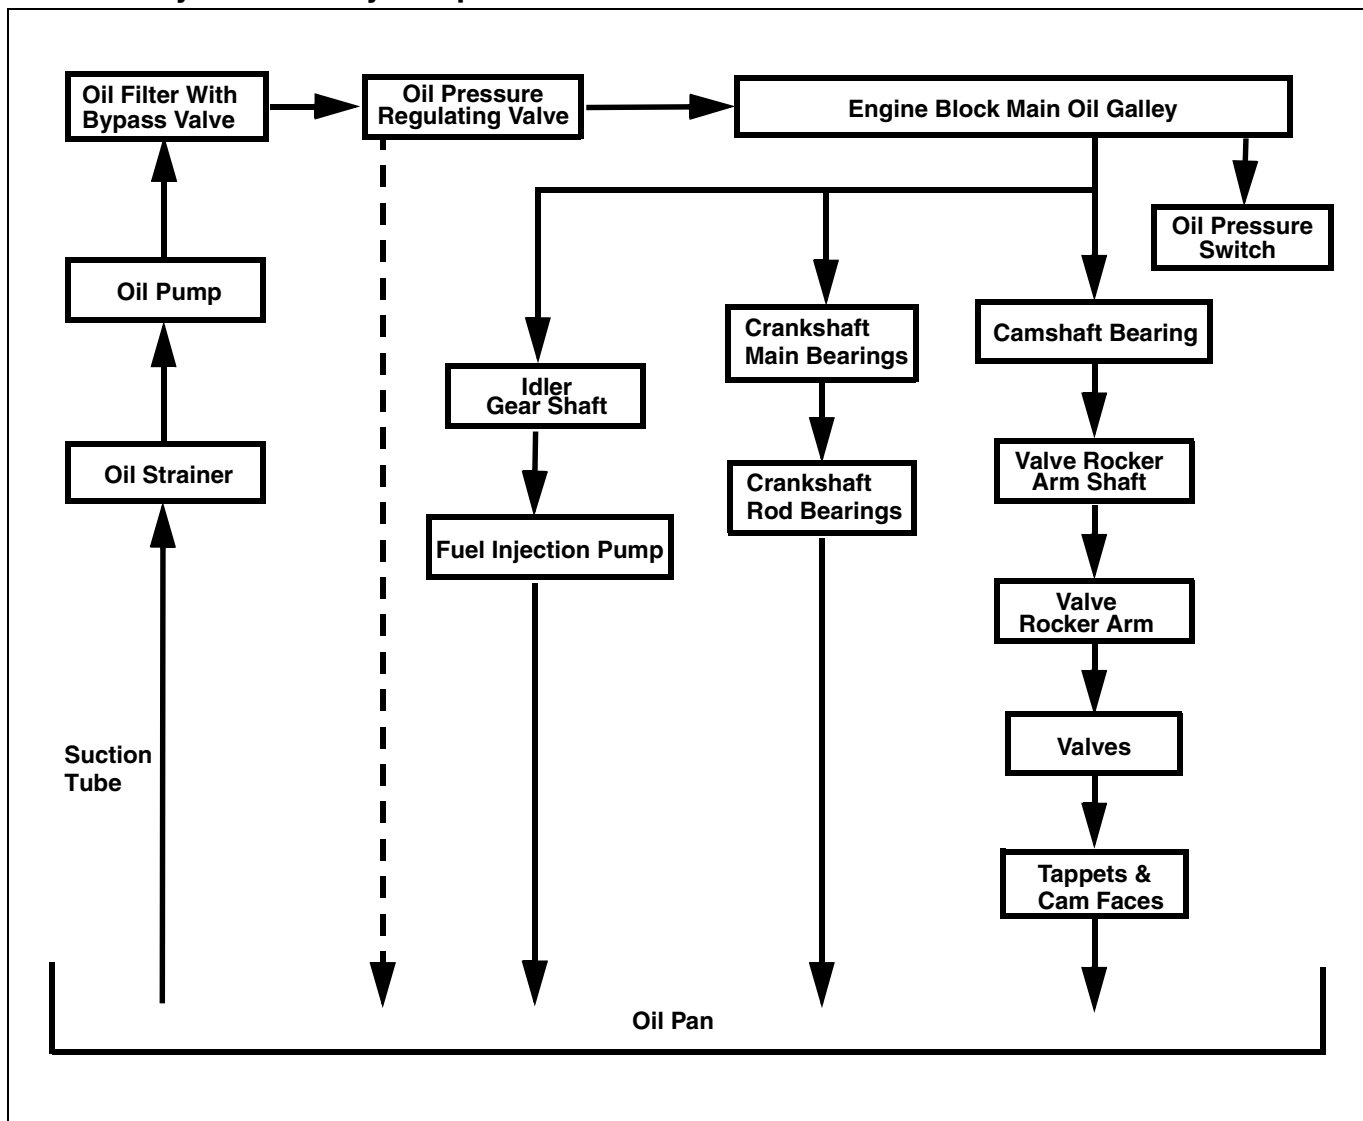 Oil Filter With
Bypass Valve
Oil Pressure
Regulating Valve
Engine Block Main Oil Galley
Oil Pressure
Switch
Oil Pump
Crankshaft
Main Bearings
Camshaft Bearing
Idler
Gear Shaft
Oil Strainer
Crankshaft
Rod Bearings
Valve Rocker
Arm Shaft
Fuel Injection Pump
Valve
Rocker Arm
Suction
Tube
Valves
Tappets &
Cam Faces
Oil Pan